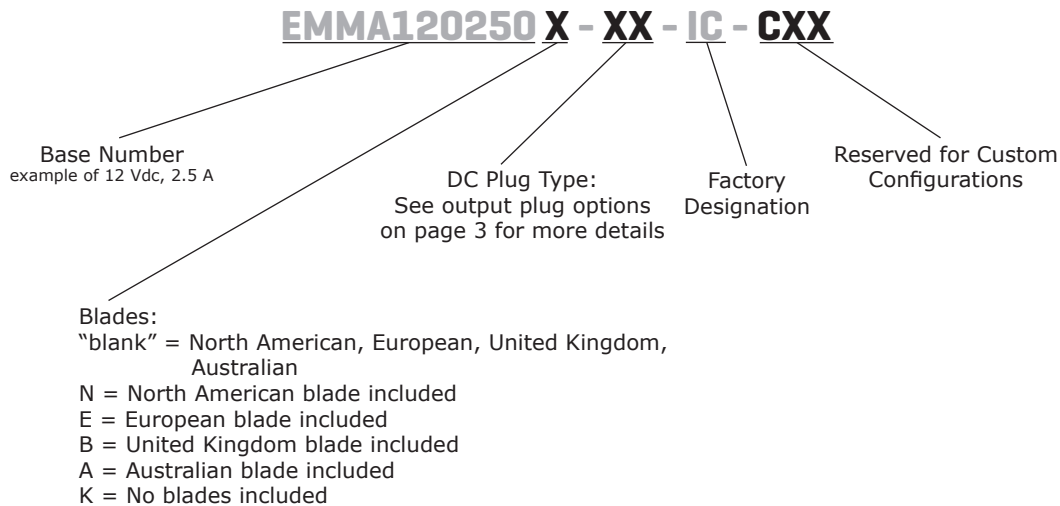 EMMA120250 X - XX - IC - CXX
Base Number
example of 12 Vdc, 2.5 A
DC Plug Type:
See output plug options
on page 3 for more details
Factory
Designation
Reserved for Custom
Configurations
Blades:
"blank" = North American, European, United Kingdom,
Australian
N = North American blade included
E = European blade included
B = United Kingdom blade included
A = Australian blade included
K = No blades included